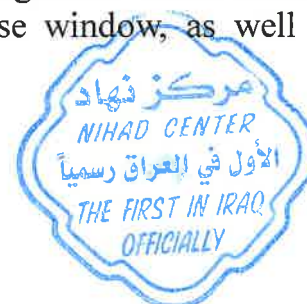 se window, as well
مركز نهاد
NIHAD CENTER
الأول في العراق رسمياً
THE FIRST IN IRAQ
OFFICIALLY